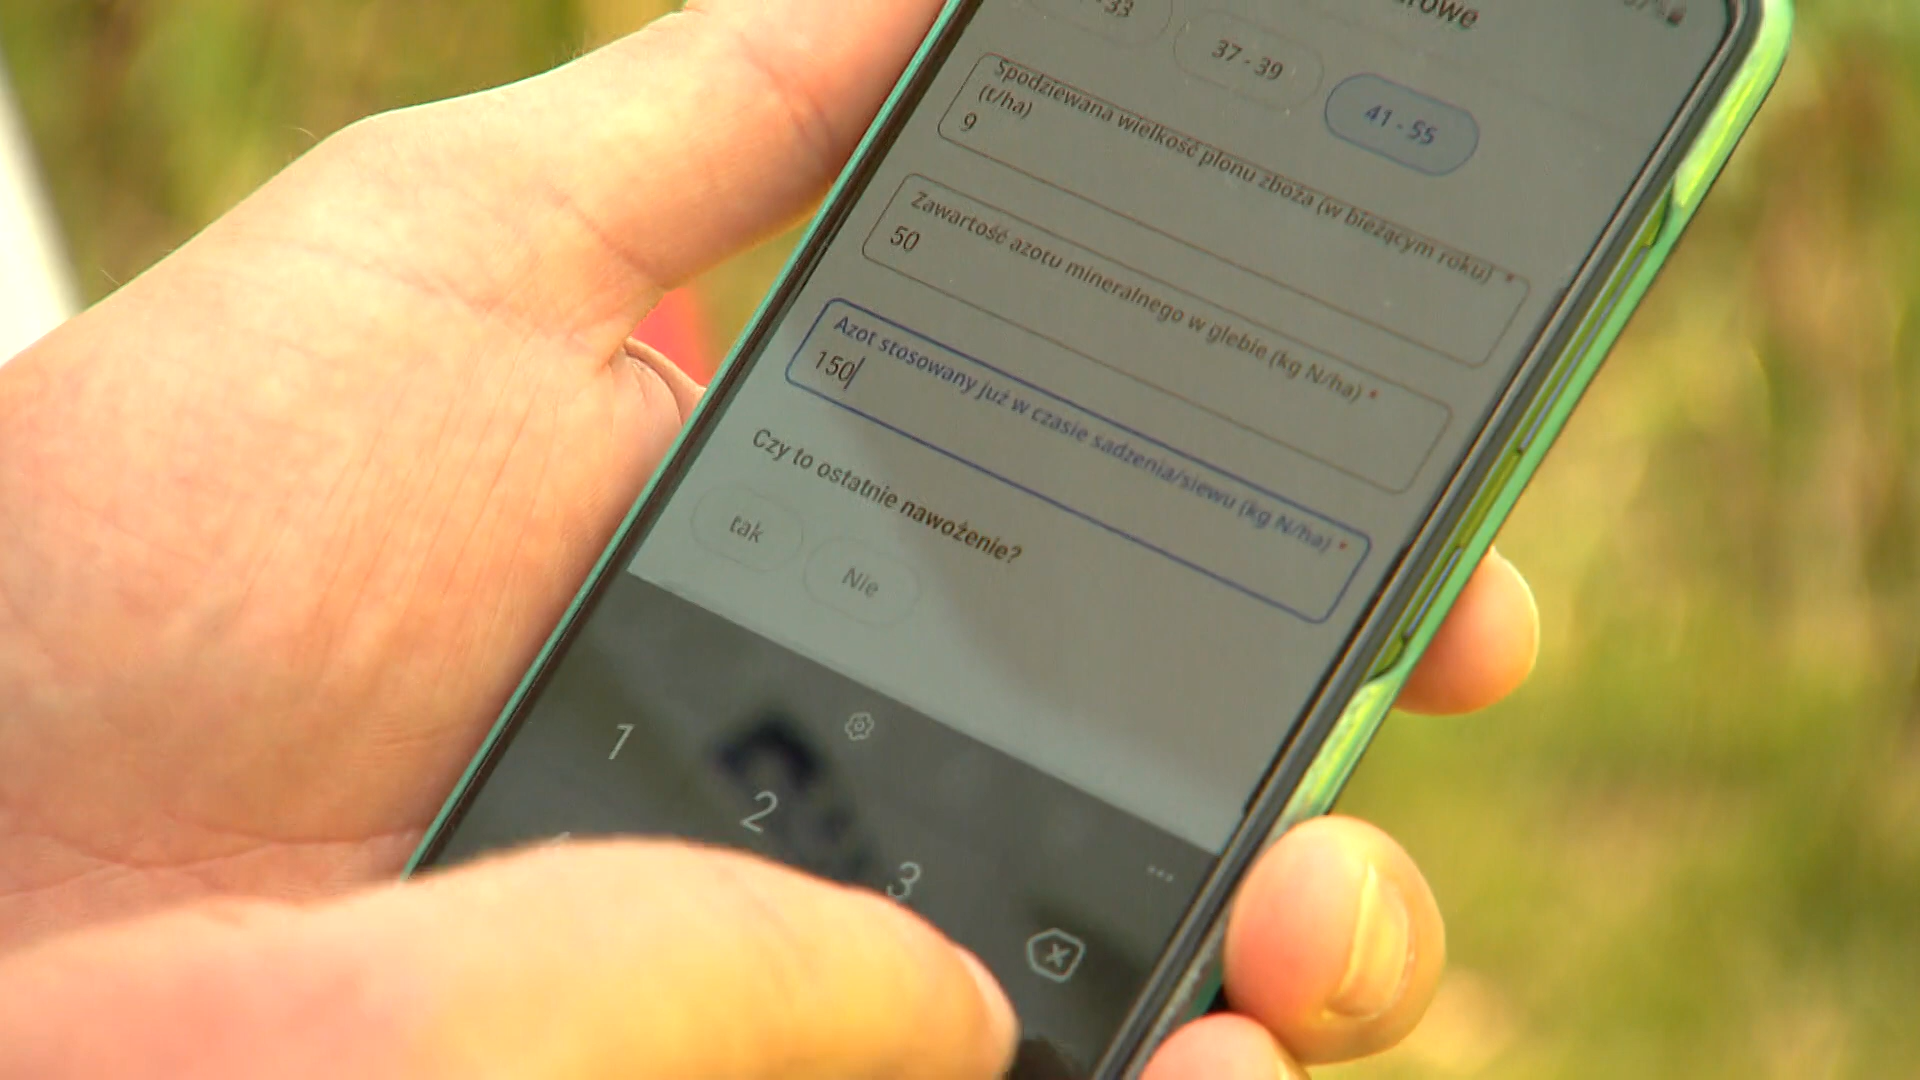 33
37 - 39
41 - 55
Spodziewana wielkość plonu zboża (w bieżącym roku) *
(t/ha)
9
Zawartość azotu mineralnego w glebie (kg N/ha) *
50
Azot stosowany już w czasie sadzenia/siewu (kg N/ha) *
150
Czy to ostatnie nawożenie?
tak
Nie
1
2
3